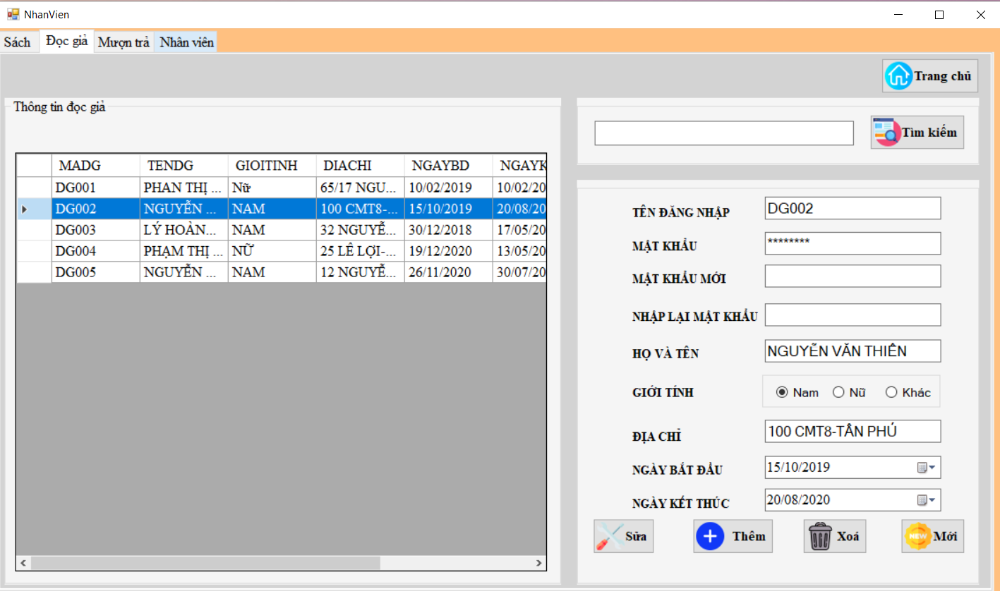 NhanVien
Sách Đọc giả Mượn trả Nhân viên
Trang chủ
Thông tin đọc giả
Tìm kiếm
MADG TENDG GIOITINH DIACHI NGAYBD NGAYK
DG001 PHAN THỊ ... Nữ 65/17 NGU... 10/02/2019 10/02/20
DG002 NGUYỄN ... NAM 100 CMT8-... 15/10/2019 20/08/20
DG003 LÝ HOÀN... NAM 32 NGUYỄ... 30/12/2018 17/05/20
DG004 PHẠM THỊ ... NỮ 25 LÊ LỢI-... 19/12/2020 13/05/20
DG005 NGUYỄN ... NAM 12 NGUYỄ... 26/11/2020 30/07/20
TÊN ĐĂNG NHẬP DG002
MẬT KHẨU ********
MẬT KHẨU MỚI
NHẬP LẠI MẬT KHẨU
HỌ VÀ TÊN NGUYỄN VĂN THIÊN
GIỚI TÍNH Nam Nữ Khác
ĐỊA CHỈ 100 CMT8-TÂN PHÚ
NGÀY BẮT ĐẦU 15/10/2019
NGÀY KẾT THÚC 20/08/2020
Sửa Thêm Xoá NEW Mới